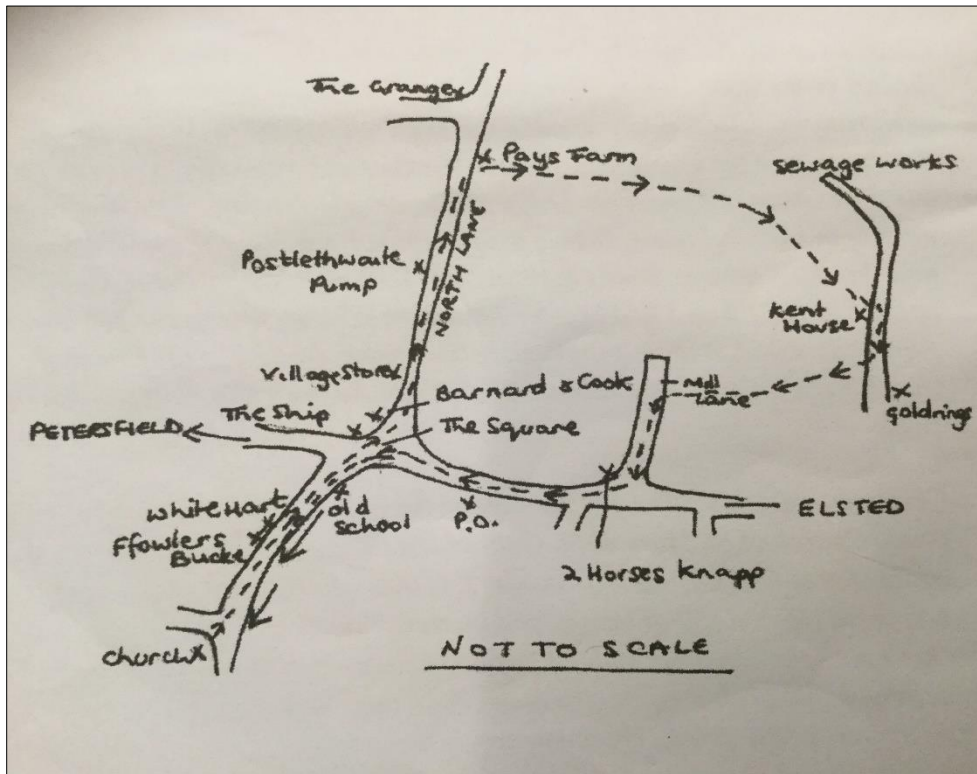 The Grange
Pays Farm
Sewage works
Postlethwaite
Pump
NORTH LANE
Kent
House
Village Store
Barnard & Cook
Mill
Lane
Goldrings
The Ship
The Square
PETERSFIELD
White Hart
Old
School
Ffowlers
Bucke
P.O.
ELSTED
2 Horses Knapp
Church
NOT TO SCALE